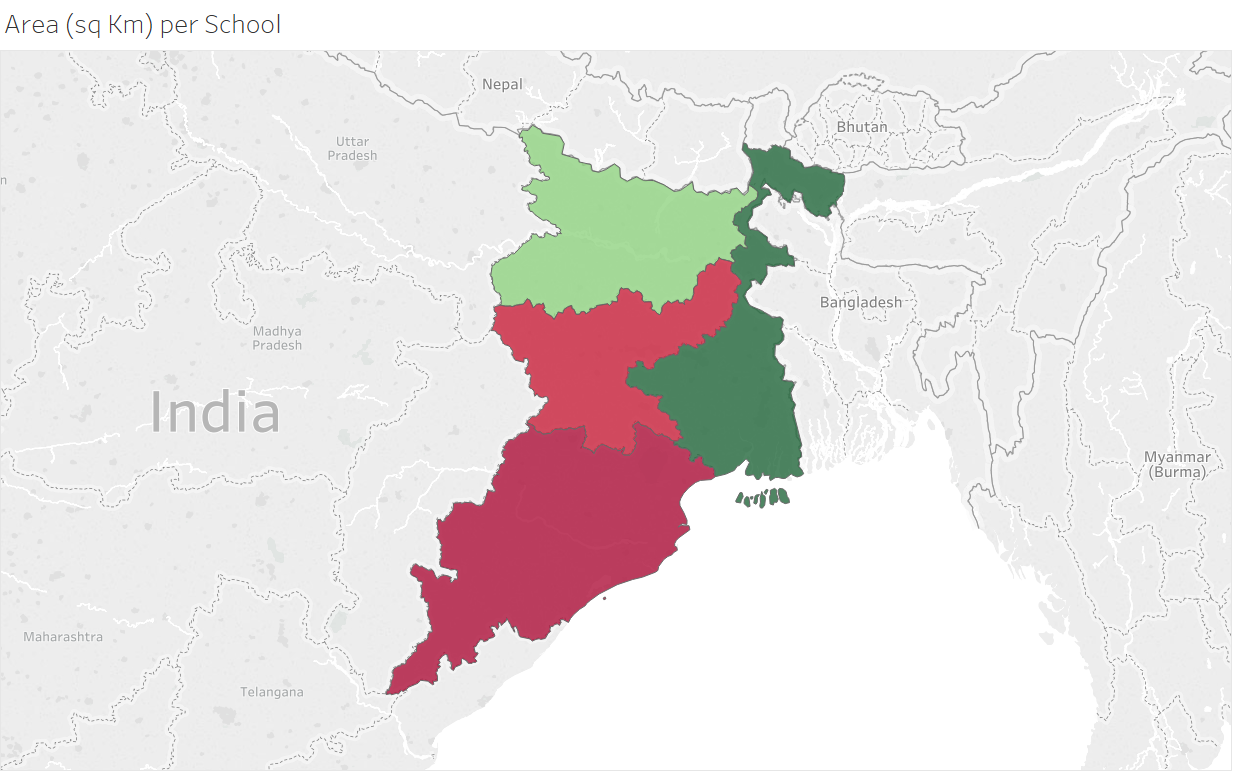 Area (sq Km) per School
Nepal
Bhutan
Uttar
Pradesh
n
Bangladesh
Madhya
Pradesh
India
Myanmar
(Burma)
Maharashtra
Telangana